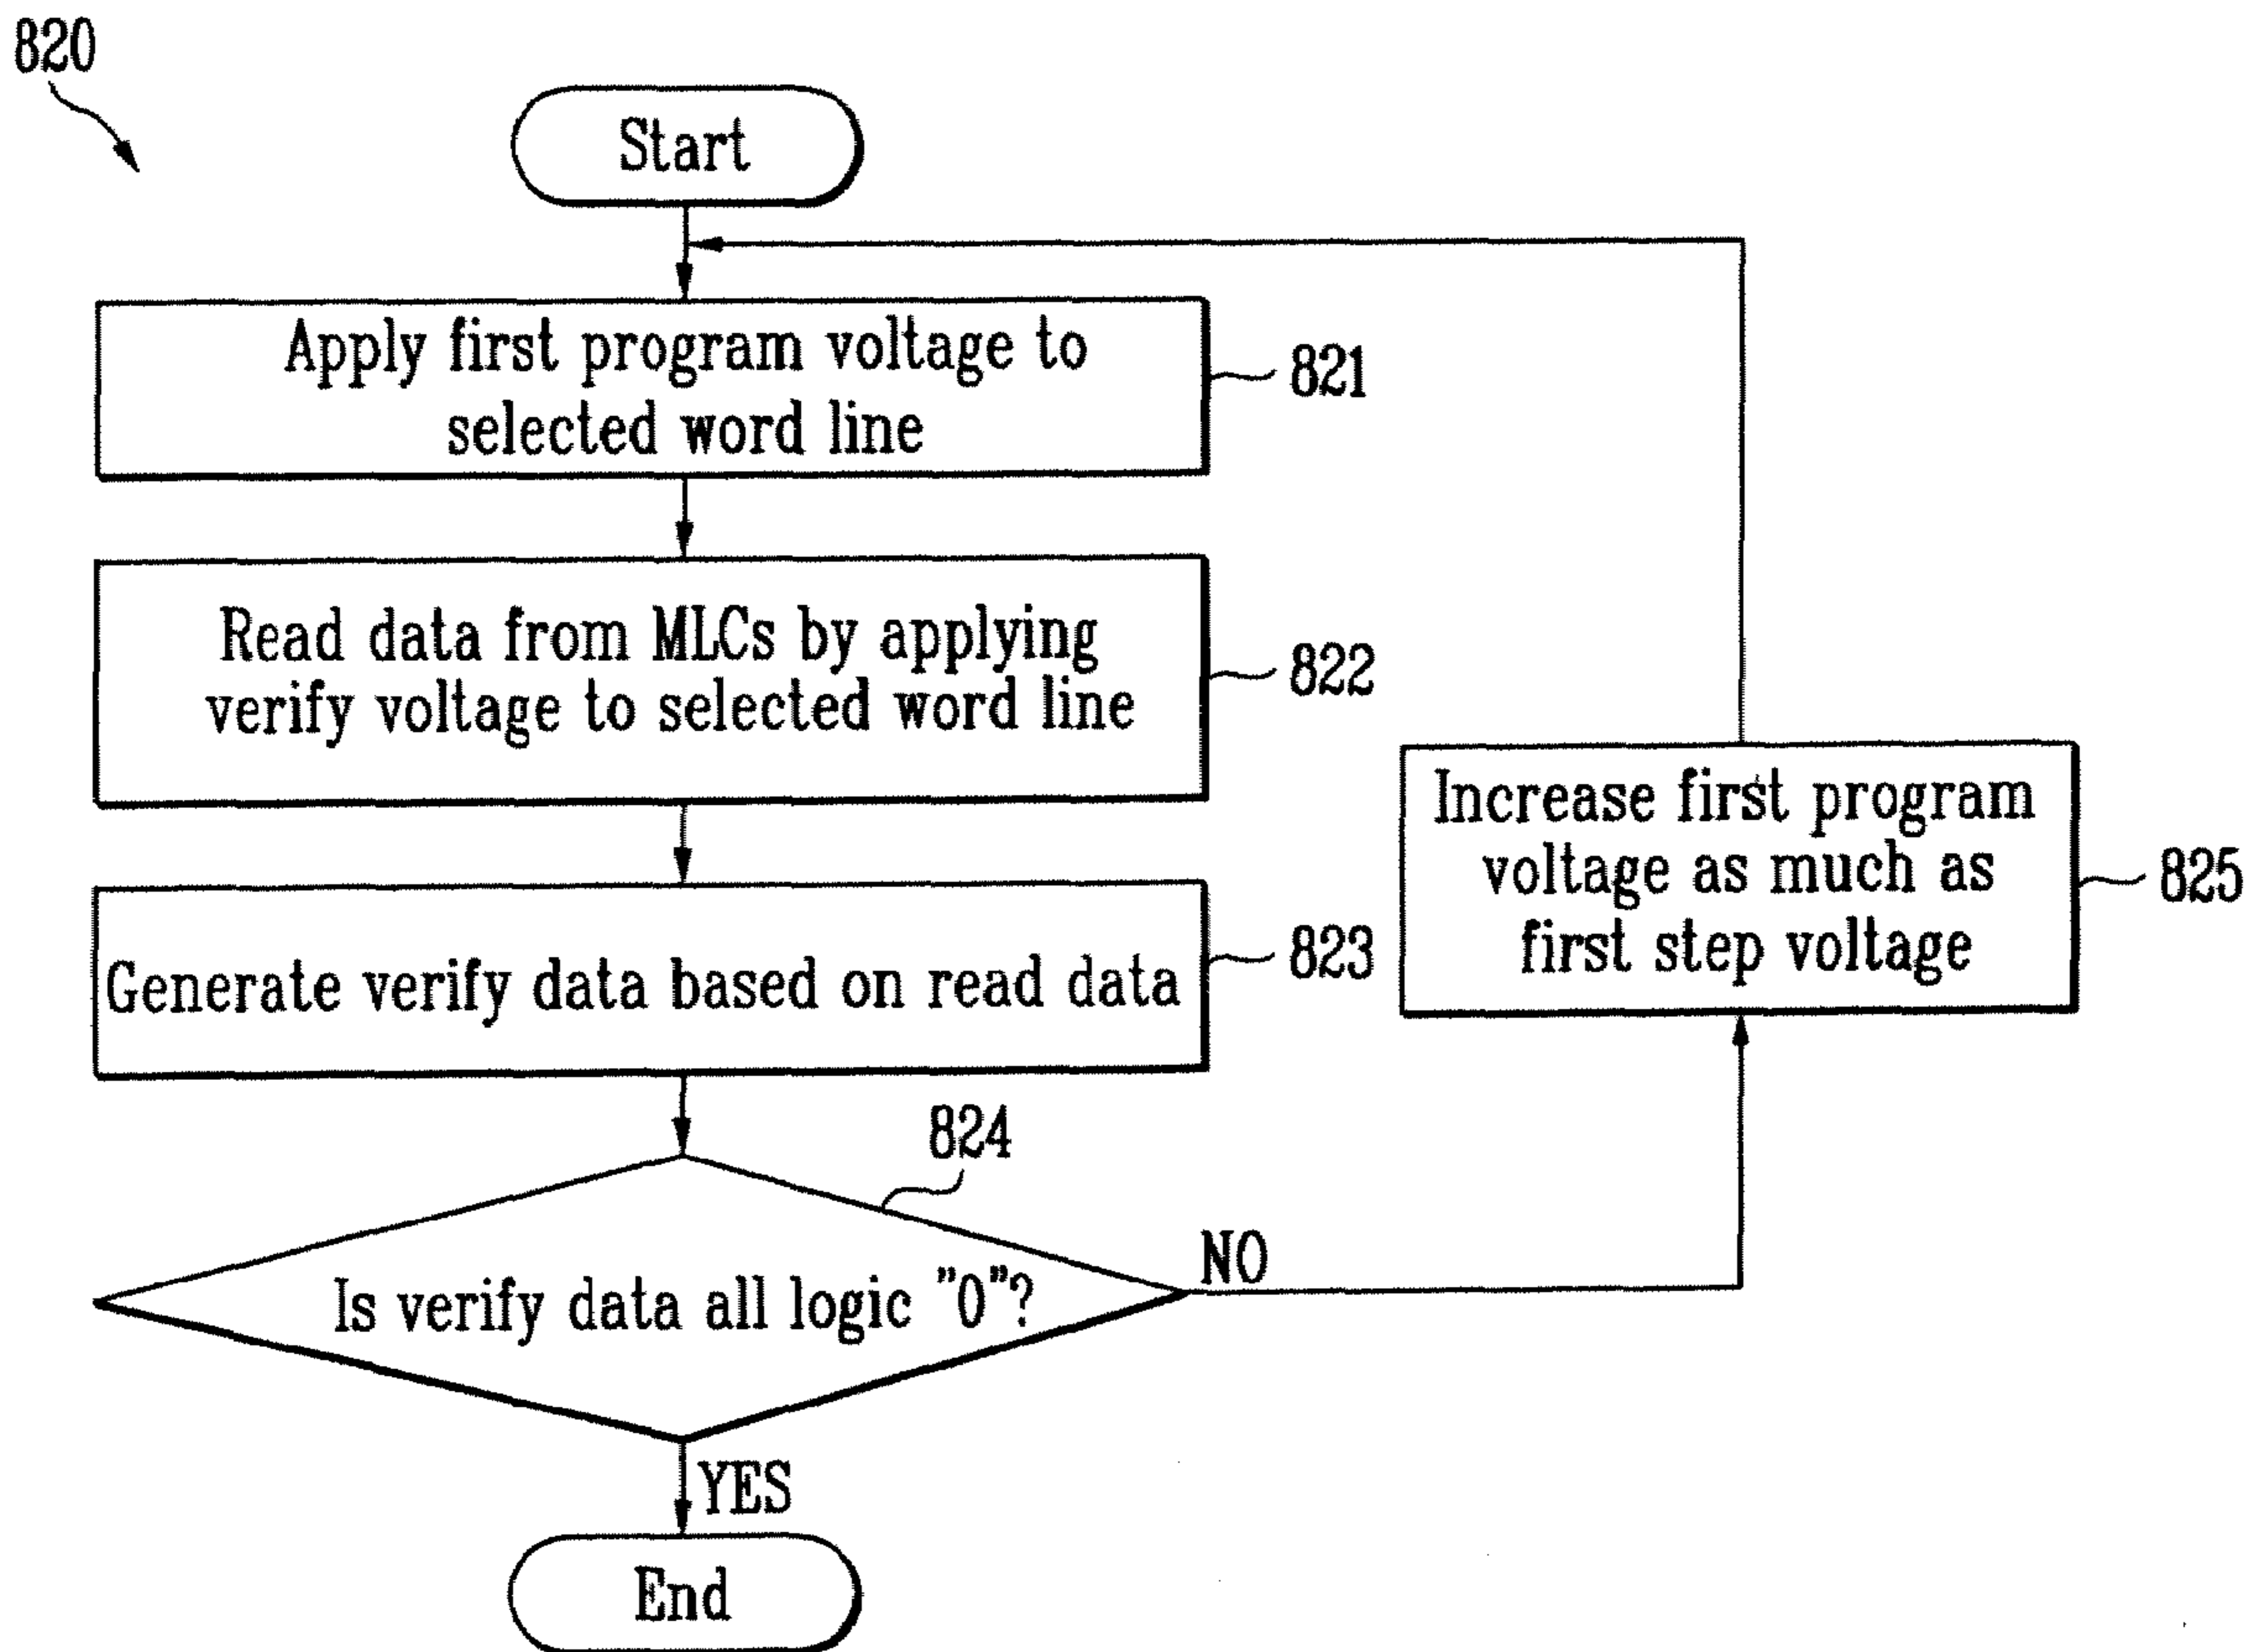 820
Start
Apply first program voltage to
selected word line
821
Read data from MLCs by applying
verify voltage to selected word line
822
Generate verify data based on read data
823
824
Is verify data all logic "0"?
NO
Increase first program
voltage as much as
first step voltage
825
YES
End